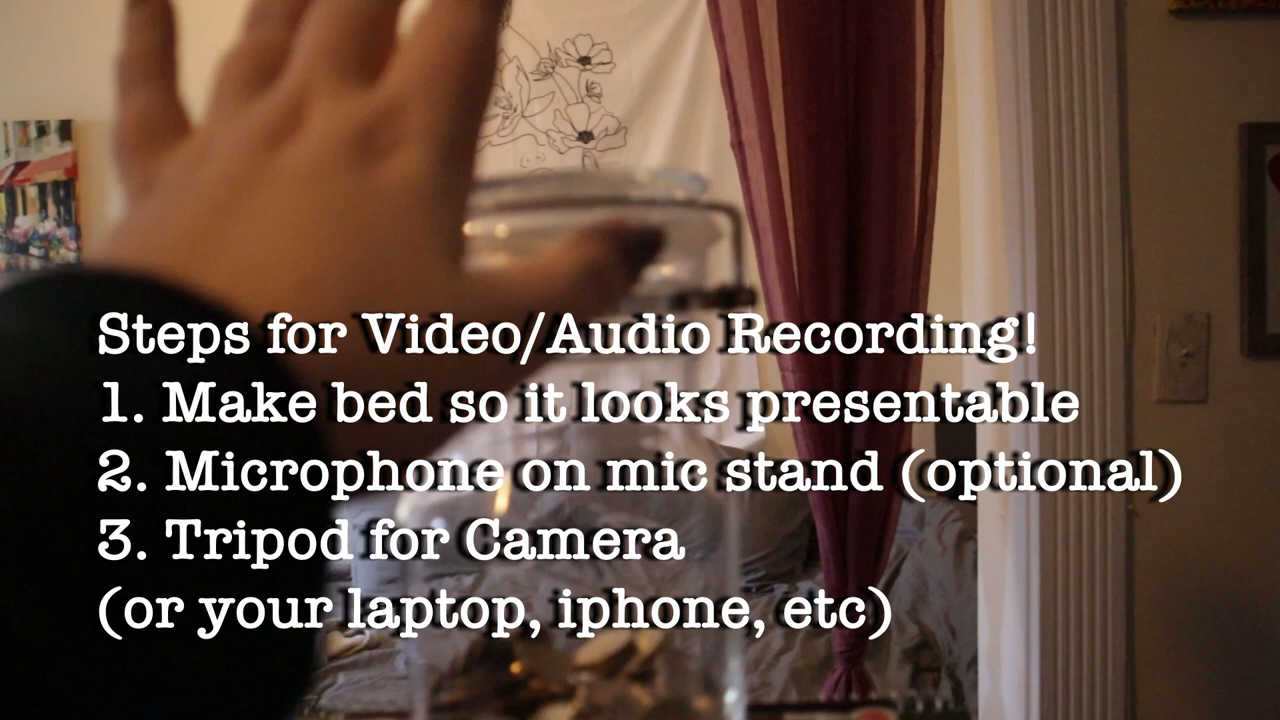 Steps for Video/Audio Recording!
1. Make bed so it looks presentable
2. Microphone on mic stand (optional)
3. Tripod for Camera
(or your laptop, iphone, etc)